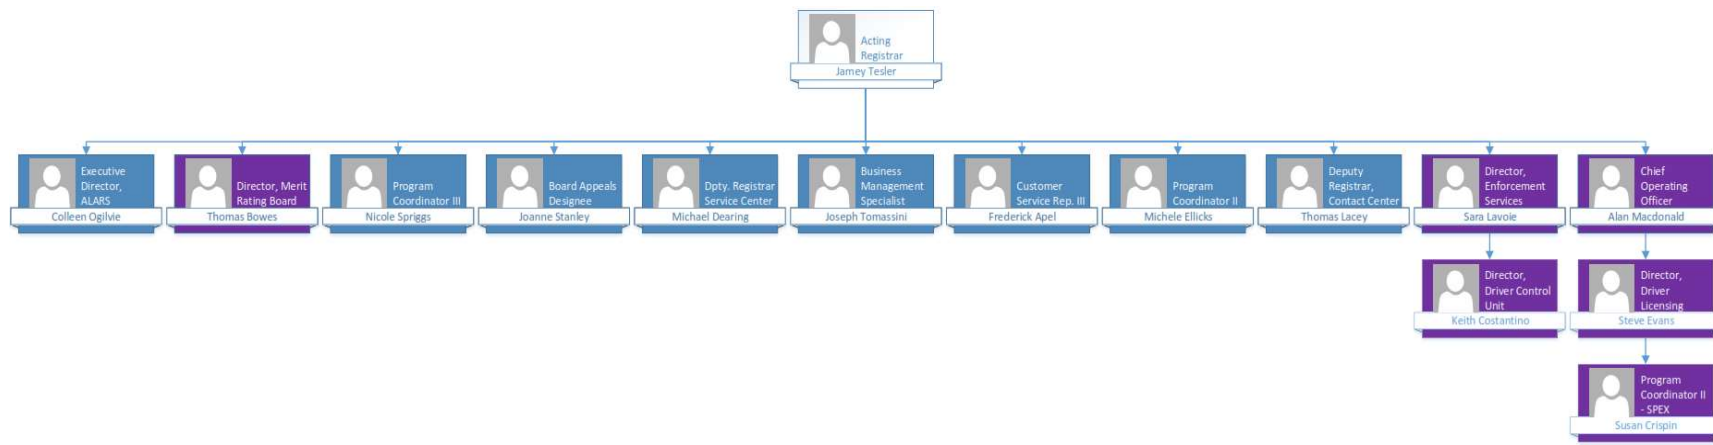 Acting
Registrar
Jamey Tesler
Executive
Director,
ALARS
Colleen Ogilvie
Director, Merit
Rating Board
Thomas Bowes
Program
Coordinator III
Nicole Spriggs
Board Appeals
Designee
Joanne Stanley
Dpty. Registrar
Service Center
Michael Dearing
Business
Management
Specialist
Joseph Tomassini
Customer
Service Rep. III
Frederick Apel
Program
Coordinator II
Michele Ellicks
Deputy
Registrar,
Contact Center
Thomas Lacey
Director,
Enforcement
Services
Sara Lavoie
Chief
Operating
Officer
Alan Macdonald
Director,
Driver Control
Unit
Keith Costantino
Director,
Driver
Licensing
Steve Evans
Program
Coordinator II
- SPEX
Susan Crispin